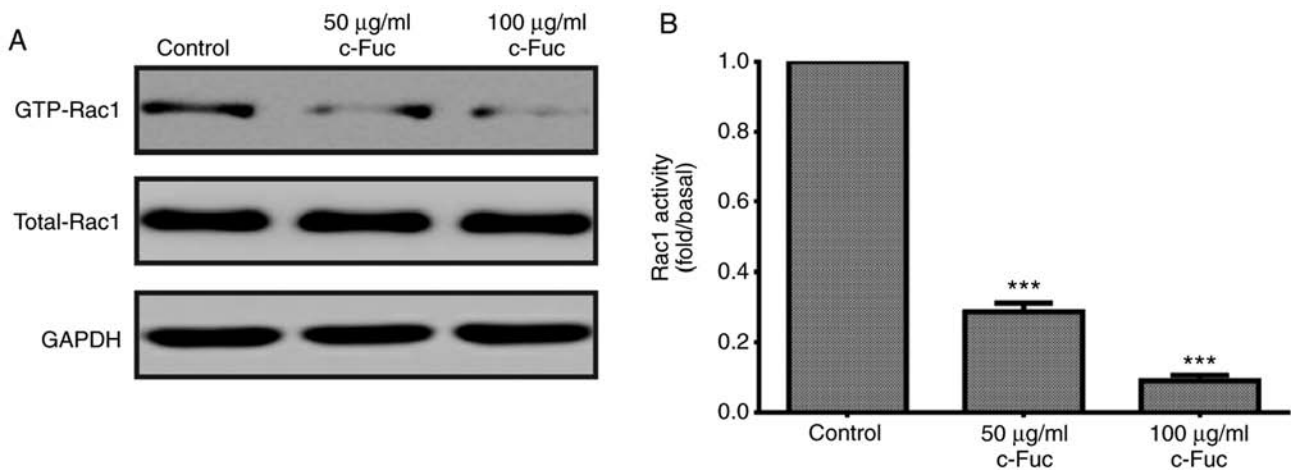 A
Control
50 μg/ml
c-Fuc
100 μg/ml
c-Fuc
GTP-Rac1
Total-Rac1
GAPDH
B
Rac1 activity
(fold/basal)
1.0
0.8
0.6
0.4
0.2
0.0
***
***
Control
50 μg/ml
c-Fuc
100 μg/ml
c-Fuc